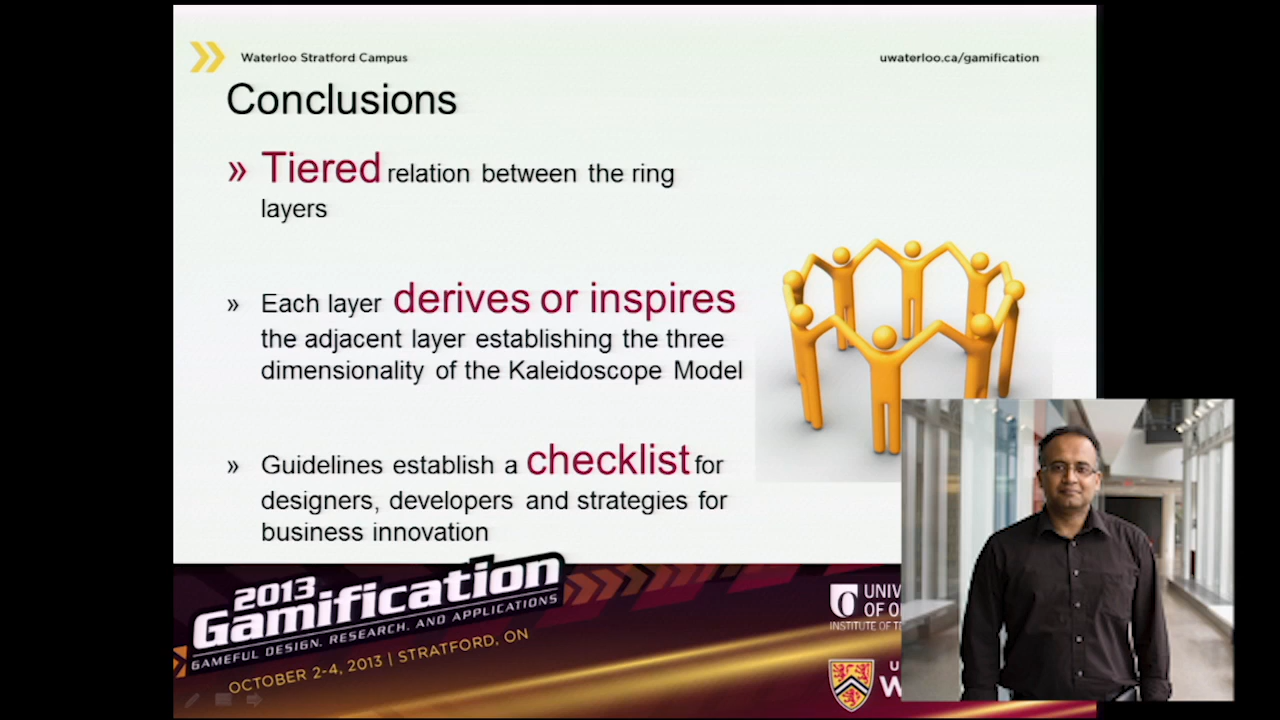 Waterloo Stratford Campus
uwaterloo.ca/gamification
Conclusions
» Tiered relation between the ring
layers
» Each layer derives or inspires
the adjacent layer establishing the three
dimensionality of the Kaleidoscope Model
» Guidelines establish a checklist for
designers, developers and strategies for
business innovation
2013
Gamification
GAMEFUL DESIGN, RESEARCH, AND APPLICATIONS
OCTOBER 2-4, 2013 | STRATFORD, ON
OF